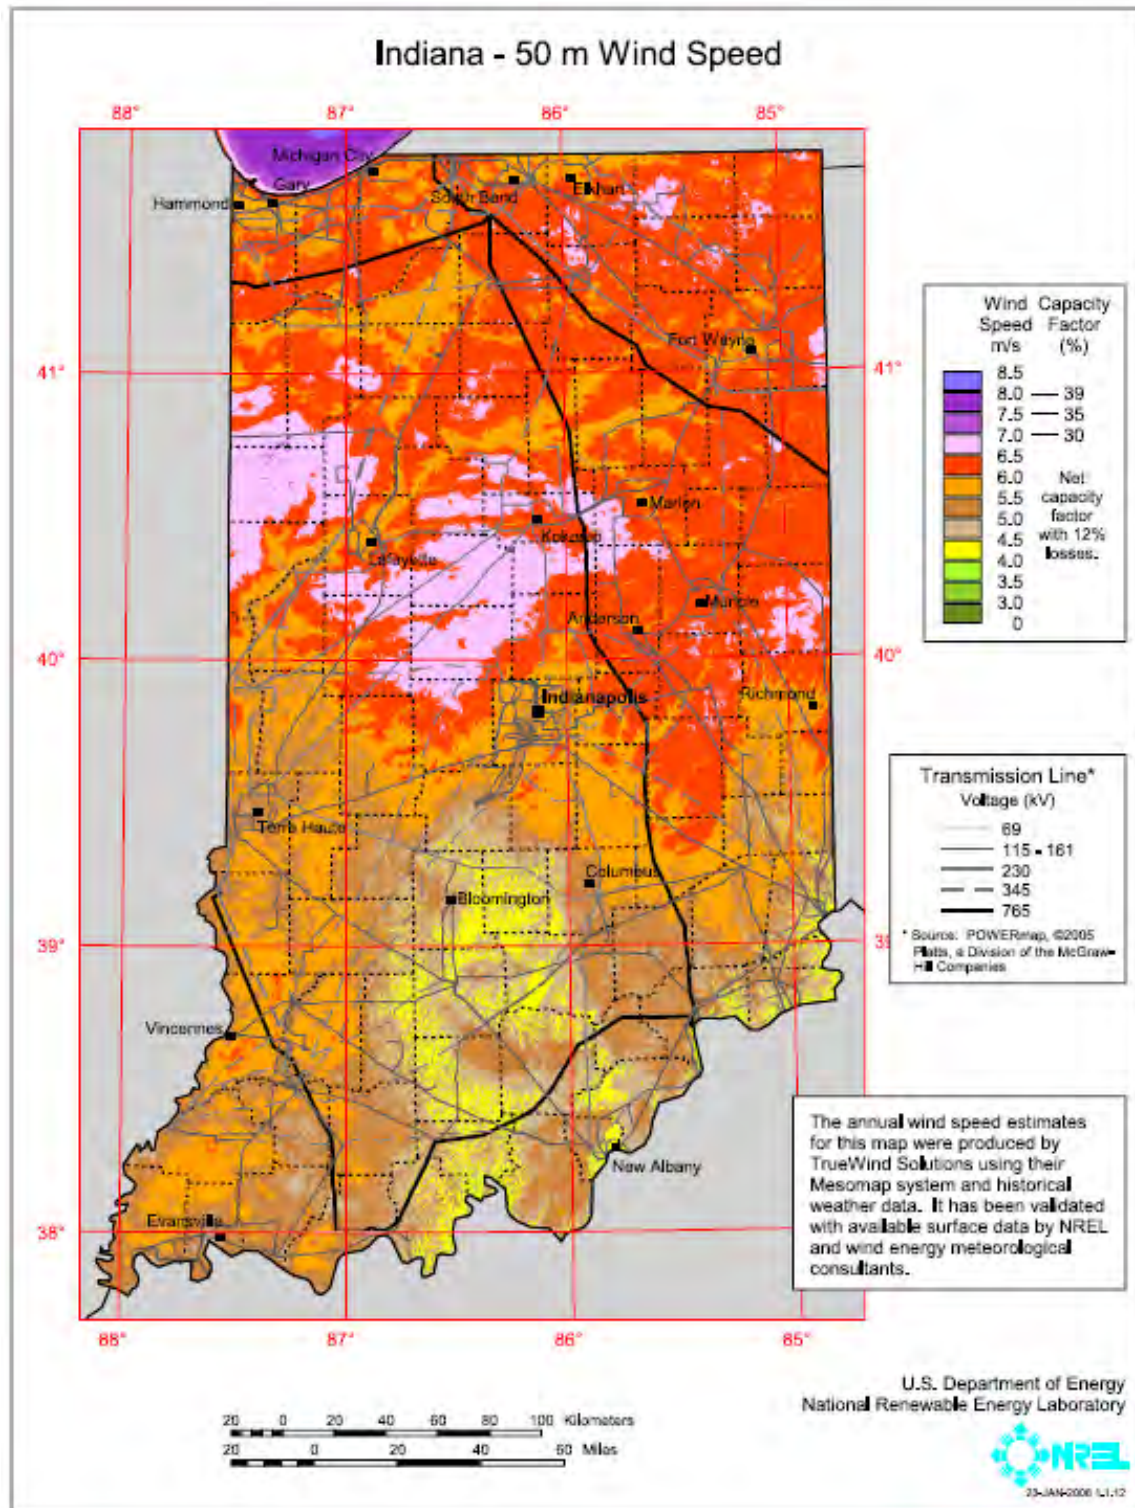 Indiana - 50 m Wind Speed
88° 87° 86° 85°
Michigan City
Gary
Hammond
South Bend
Elkhart
Fort Wayne
41° 41°
Marion
Kokomo
Lafayette
Muncie
Anderson
40° 40°
Richmond
Indianapolis
Terre Haute
Columbus
Bloomington
39° 39
Vincennes
New Albany
Evansville
38°
88° 87° 86° 85°
Wind Capacity
Speed Factor
m/s (%)
8.5
8.0 39
7.5 35
7.0 30
6.5
6.0 Net
5.5 capacity
5.0 factor
4.5 with 12%
4.0 losses.
3.5
3.0
0
Transmission Line*
Voltage (kV)
69
115 - 161
230
345
765
* Source: POWERmap, ©2005
Platts, a Division of the McGraw-
Hill Companies
The annual wind speed estimates
for this map were produced by
TrueWind Solutions using their
Mesomap system and historical
weather data. It has been validated
with available surface data by NREL
and wind energy meteorological
consultants.
U.S. Department of Energy
National Renewable Energy Laboratory
20 0 20 40 60 80 100 Kilometers
20 0 20 40 60 Miles
NREL
23-JAN-2006 1.1.12